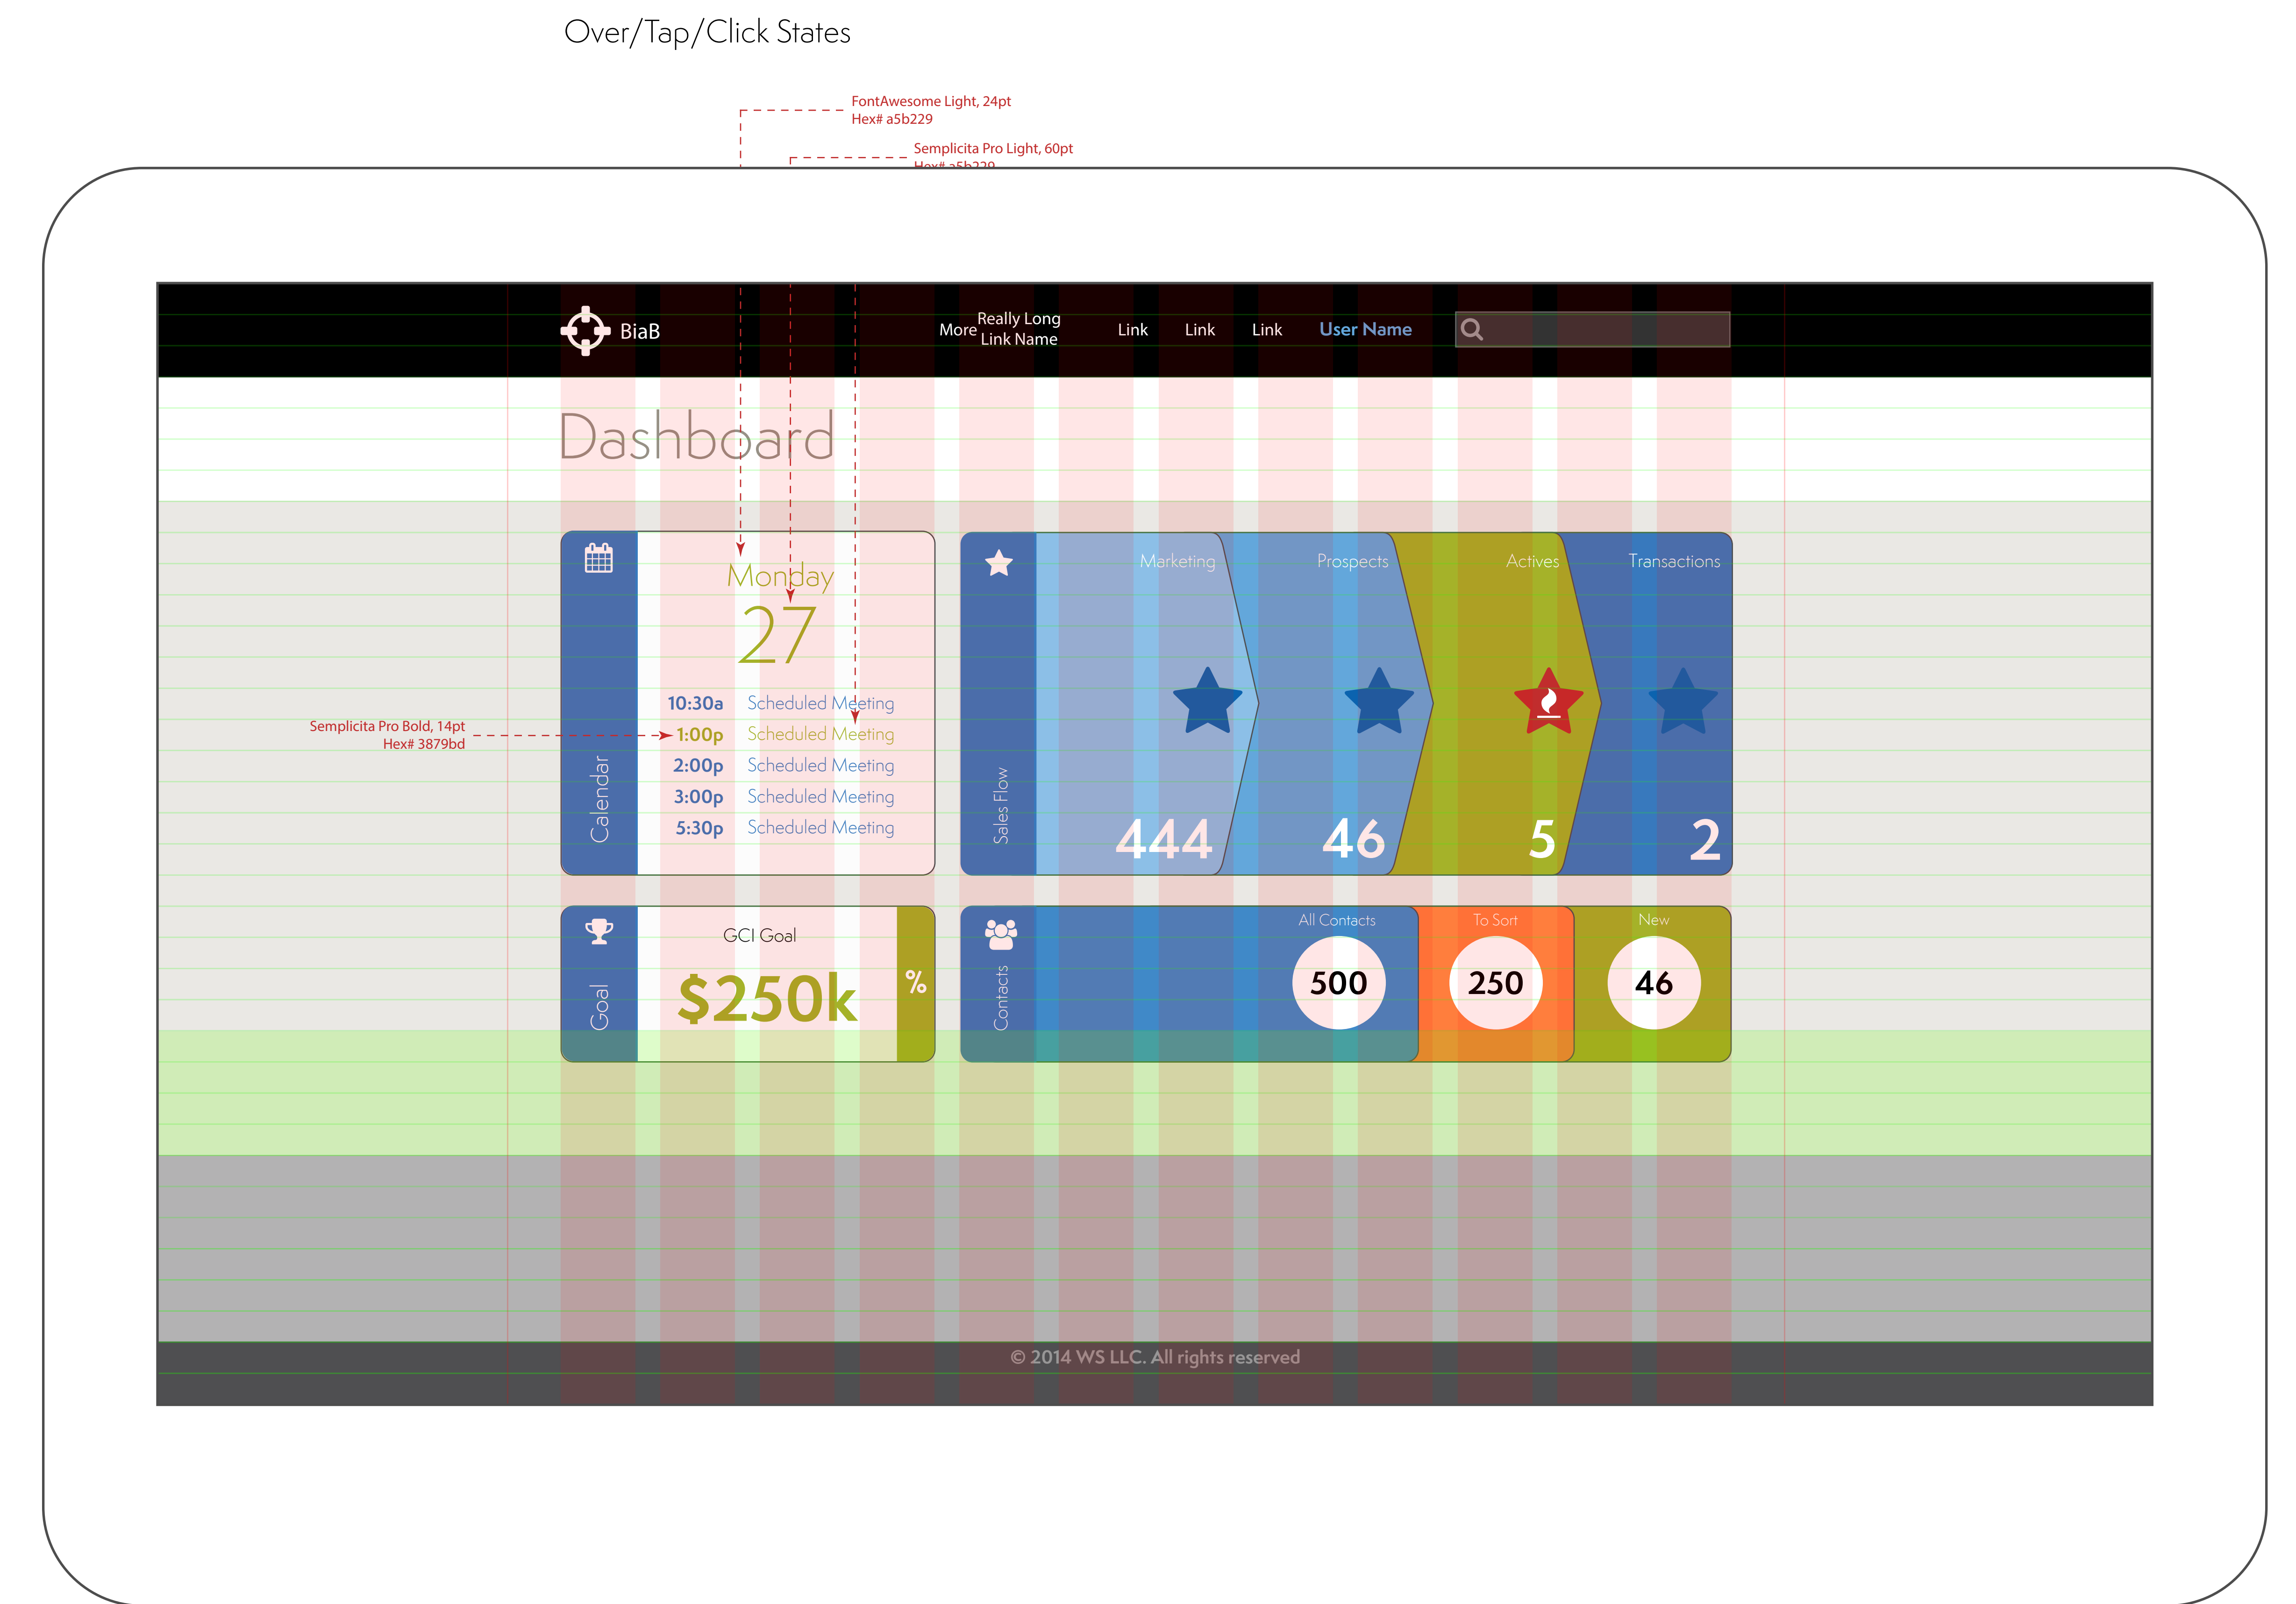 Over/Tap/Click States
FontAwesome Light, 24pt
Hex# a5b229
Semplicita Pro Light, 60pt
Hex# a5b229
BiaB
More
Really Long
Link Name
Link
Link
Link
User Name
Dashboard
Calendar
Monday
27
10:30a Scheduled Meeting
1:00p Scheduled Meeting
2:00p Scheduled Meeting
3:00p Scheduled Meeting
5:30p Scheduled Meeting
Semplicita Pro Bold, 14pt
Hex# 3879bd
Sales Flow
Marketing
Prospects
Actives
Transactions
444
46
5
2
Goal
GCI Goal
$250k
%
Contacts
All Contacts
500
To Sort
250
New
46
© 2014 WS LLC. All rights reserved